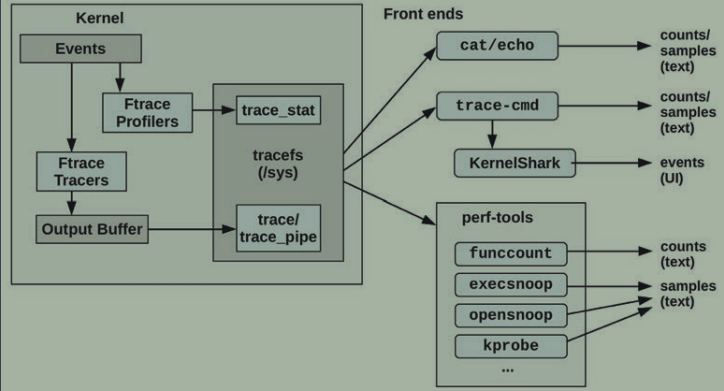 Kernel
Front ends
Events
Ftrace
Profilers
trace_stat
tracefs
(/sys)
Ftrace
Tracers
Output Buffer
trace/
trace_pipe
cat/echo
counts/
samples
(text)
trace-cmd
counts/
samples
(text)
KernelShark
events
(UI)
perf-tools
funccount
counts
(text)
execsnoop
samples
(text)
opensnoop
kprobe
...